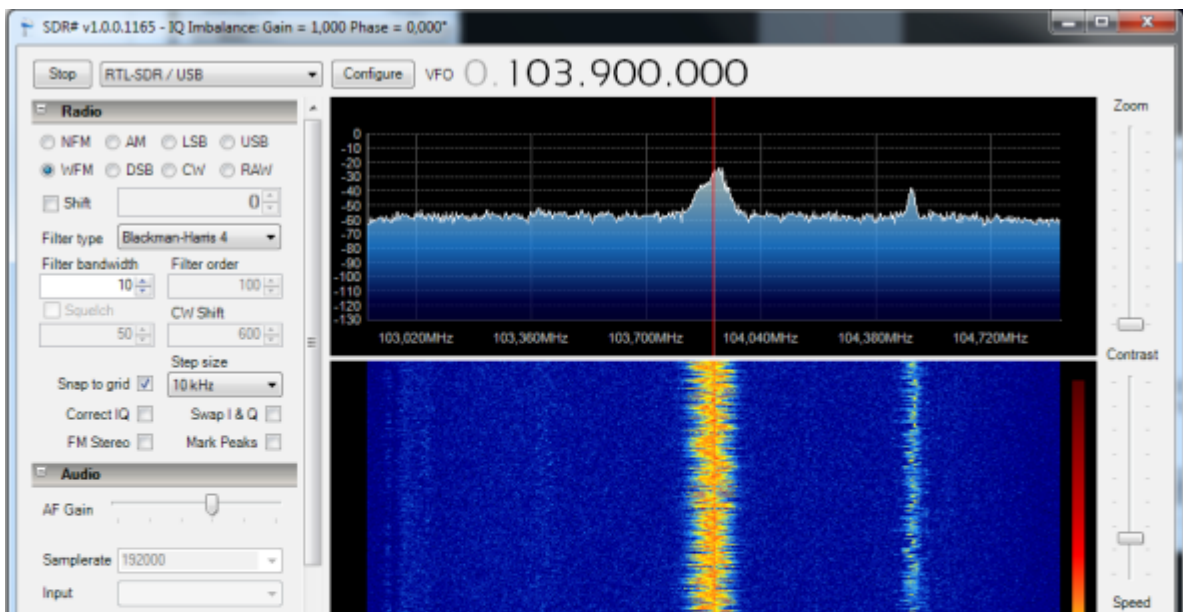 SDR# v1.0.0.1165 - IQ Imbalance: Gain = 1,000 Phase = 0,000°
Stop RTL-SDR / USB Configure VFO 0.103.900.000
Radio
NFM AM LSB USB
WFM DSB CW RAW
Shift 0
Filter type Blackman-Harris 4
Filter bandwidth Filter order
10 100
Squelch CW Shift
50 600
Step size
Snap to grid 10 kHz
Correct IQ Swap I & Q
FM Stereo Mark Peaks
Audio
AF Gain
Samplerate 192000
Input
0
-10
-20
-30
-40
-50
-60
-70
-80
-90
-100
-110
-120
-130
103,020MHz 103,360MHz 103,700MHz 104,040MHz 104,380MHz 104,720MHz
Zoom
Contrast
Speed